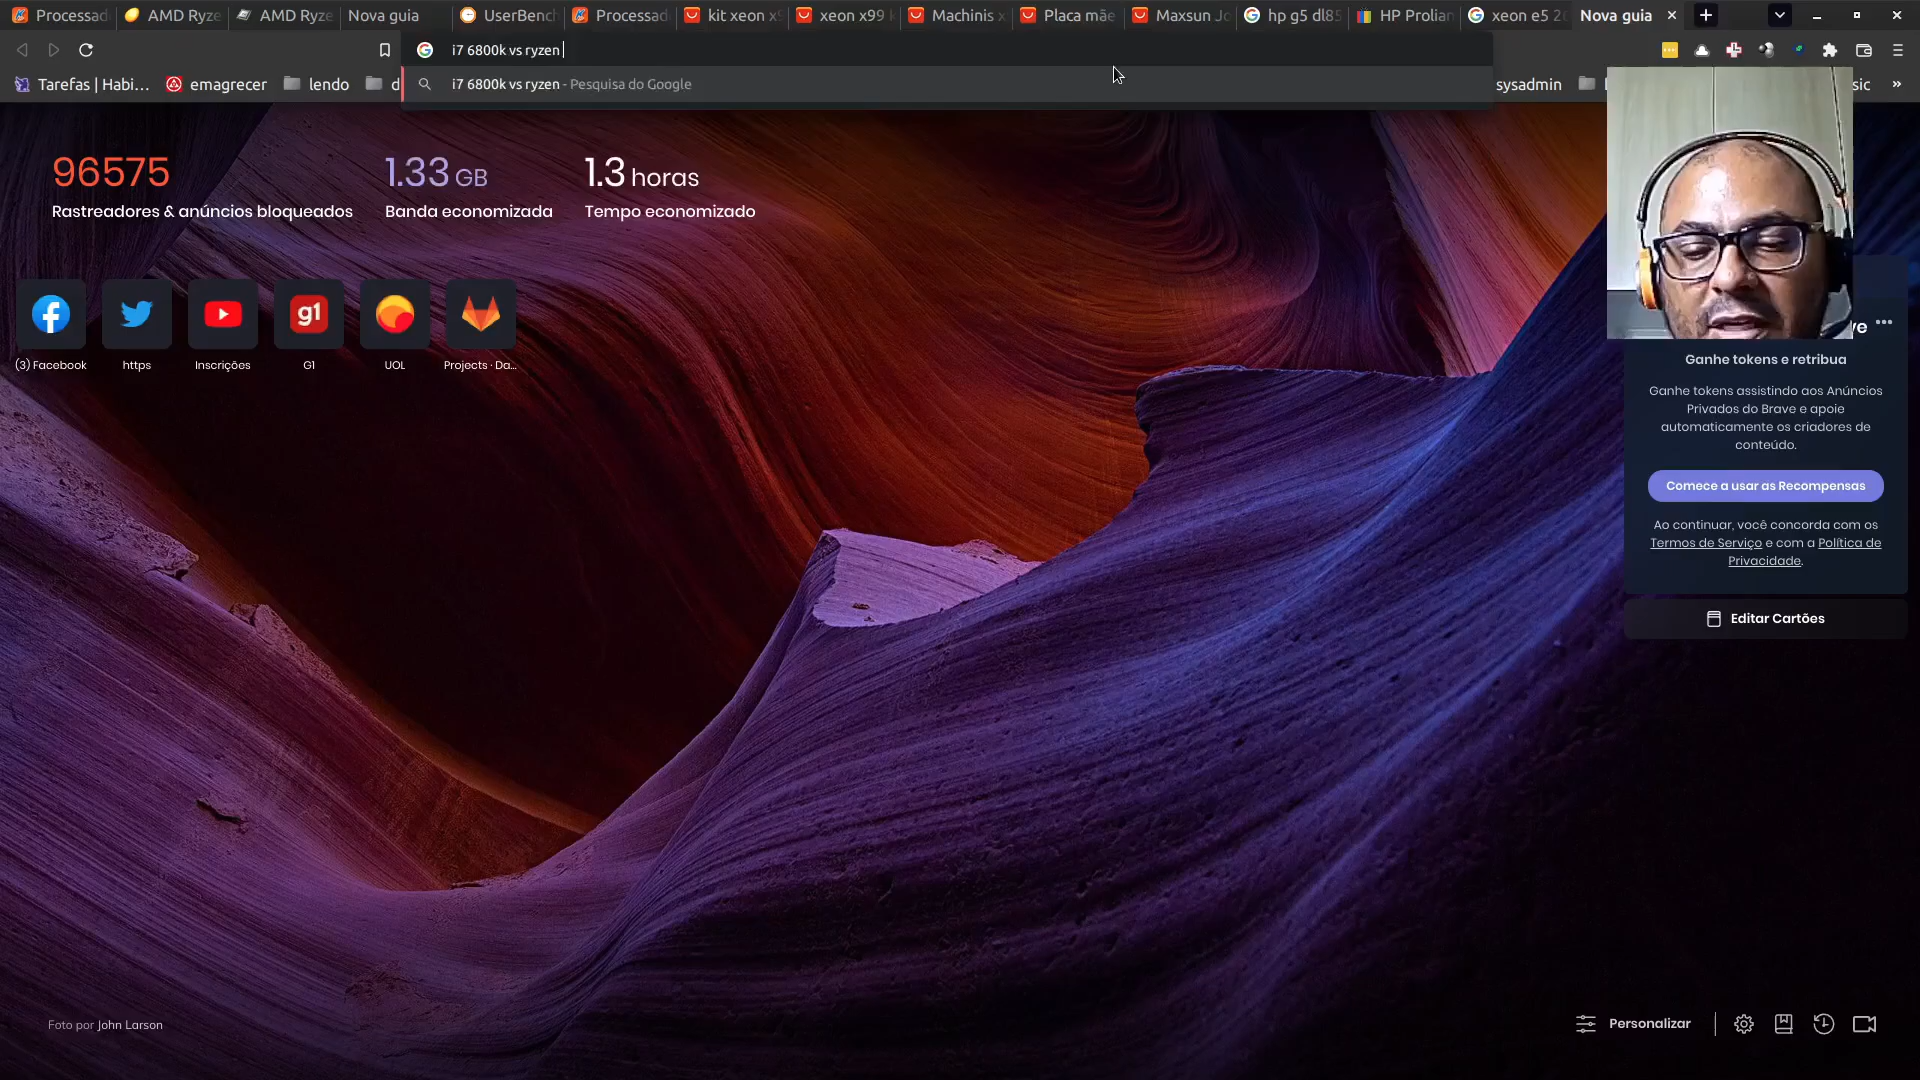 Processad
AMD Ryze
AMD Ryze
Nova guia
UserBench
Processad
kit xeon x9
xeon x99
Machinis x
Placa mãe
Maxsun Jo
hp g5 dl85
HP Prolian
xeon e5 26
Nova guia
i7 6800k vs ryzen
i7 6800k vs ryzen - Pesquisa do Google
Tarefas | Habi...
emagrecer
lendo
d
sysadmin
sic
»
96575
Rastreadores & anúncios bloqueados
1.33 GB
Banda economizada
1.3 horas
Tempo economizado
g1
(3) Facebook
https
Inscrições
G1
UOL
Projects · Da...
ve
Ganhe tokens e retribua
Ganhe tokens assistindo aos Anúncios
Privados do Brave e apoie
automaticamente os criadores de
conteúdo.
Comece a usar as Recompensas
Ao continuar, você concorda com os
Termos de Serviço e com a Política de
Privacidade.
Editar Cartões
Foto por John Larson
Personalizar